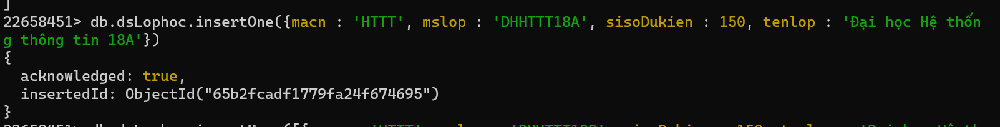 ]
22658451> db.dsLophoc.insertOne({macn : 'HTTT', mslop : 'DHHTTT18A', sisoDukien : 150, tenlop : 'Đại học Hệ thốn
g thông tin 18A'})
{
  acknowledged: true,
  insertedId: ObjectId("65b2fcadf1779fa24f674695")
}